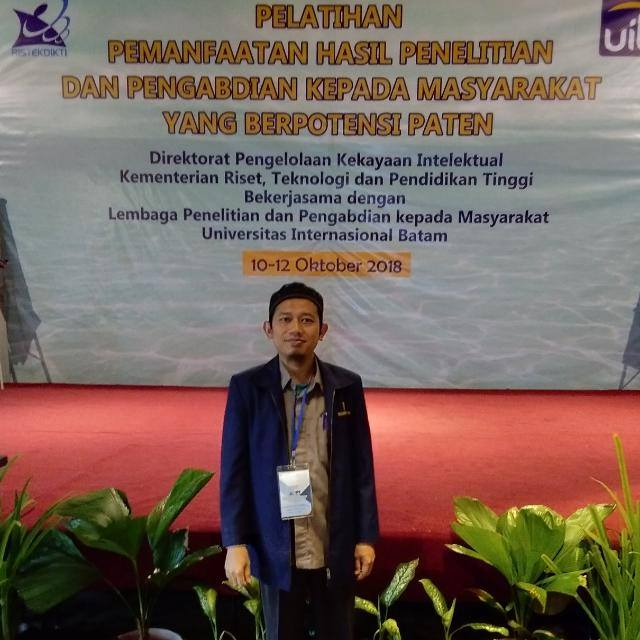 RISTEKDIKTI
PELATIHAN
PEMANFAATAN HASIL PENELITIAN
DAN PENGABDIAN KEPADA MASYARAKAT
YANG BERPOTENSI PATEN
Direktorat Pengelolaan Kekayaan Intelektual
Kementerian Riset, Teknologi dan Pendidikan Tinggi
Bekerjasama dengan
Lembaga Penelitian dan Pengabdian kepada Masyarakat
Universitas Internasional Batam
10-12 Oktober 2018